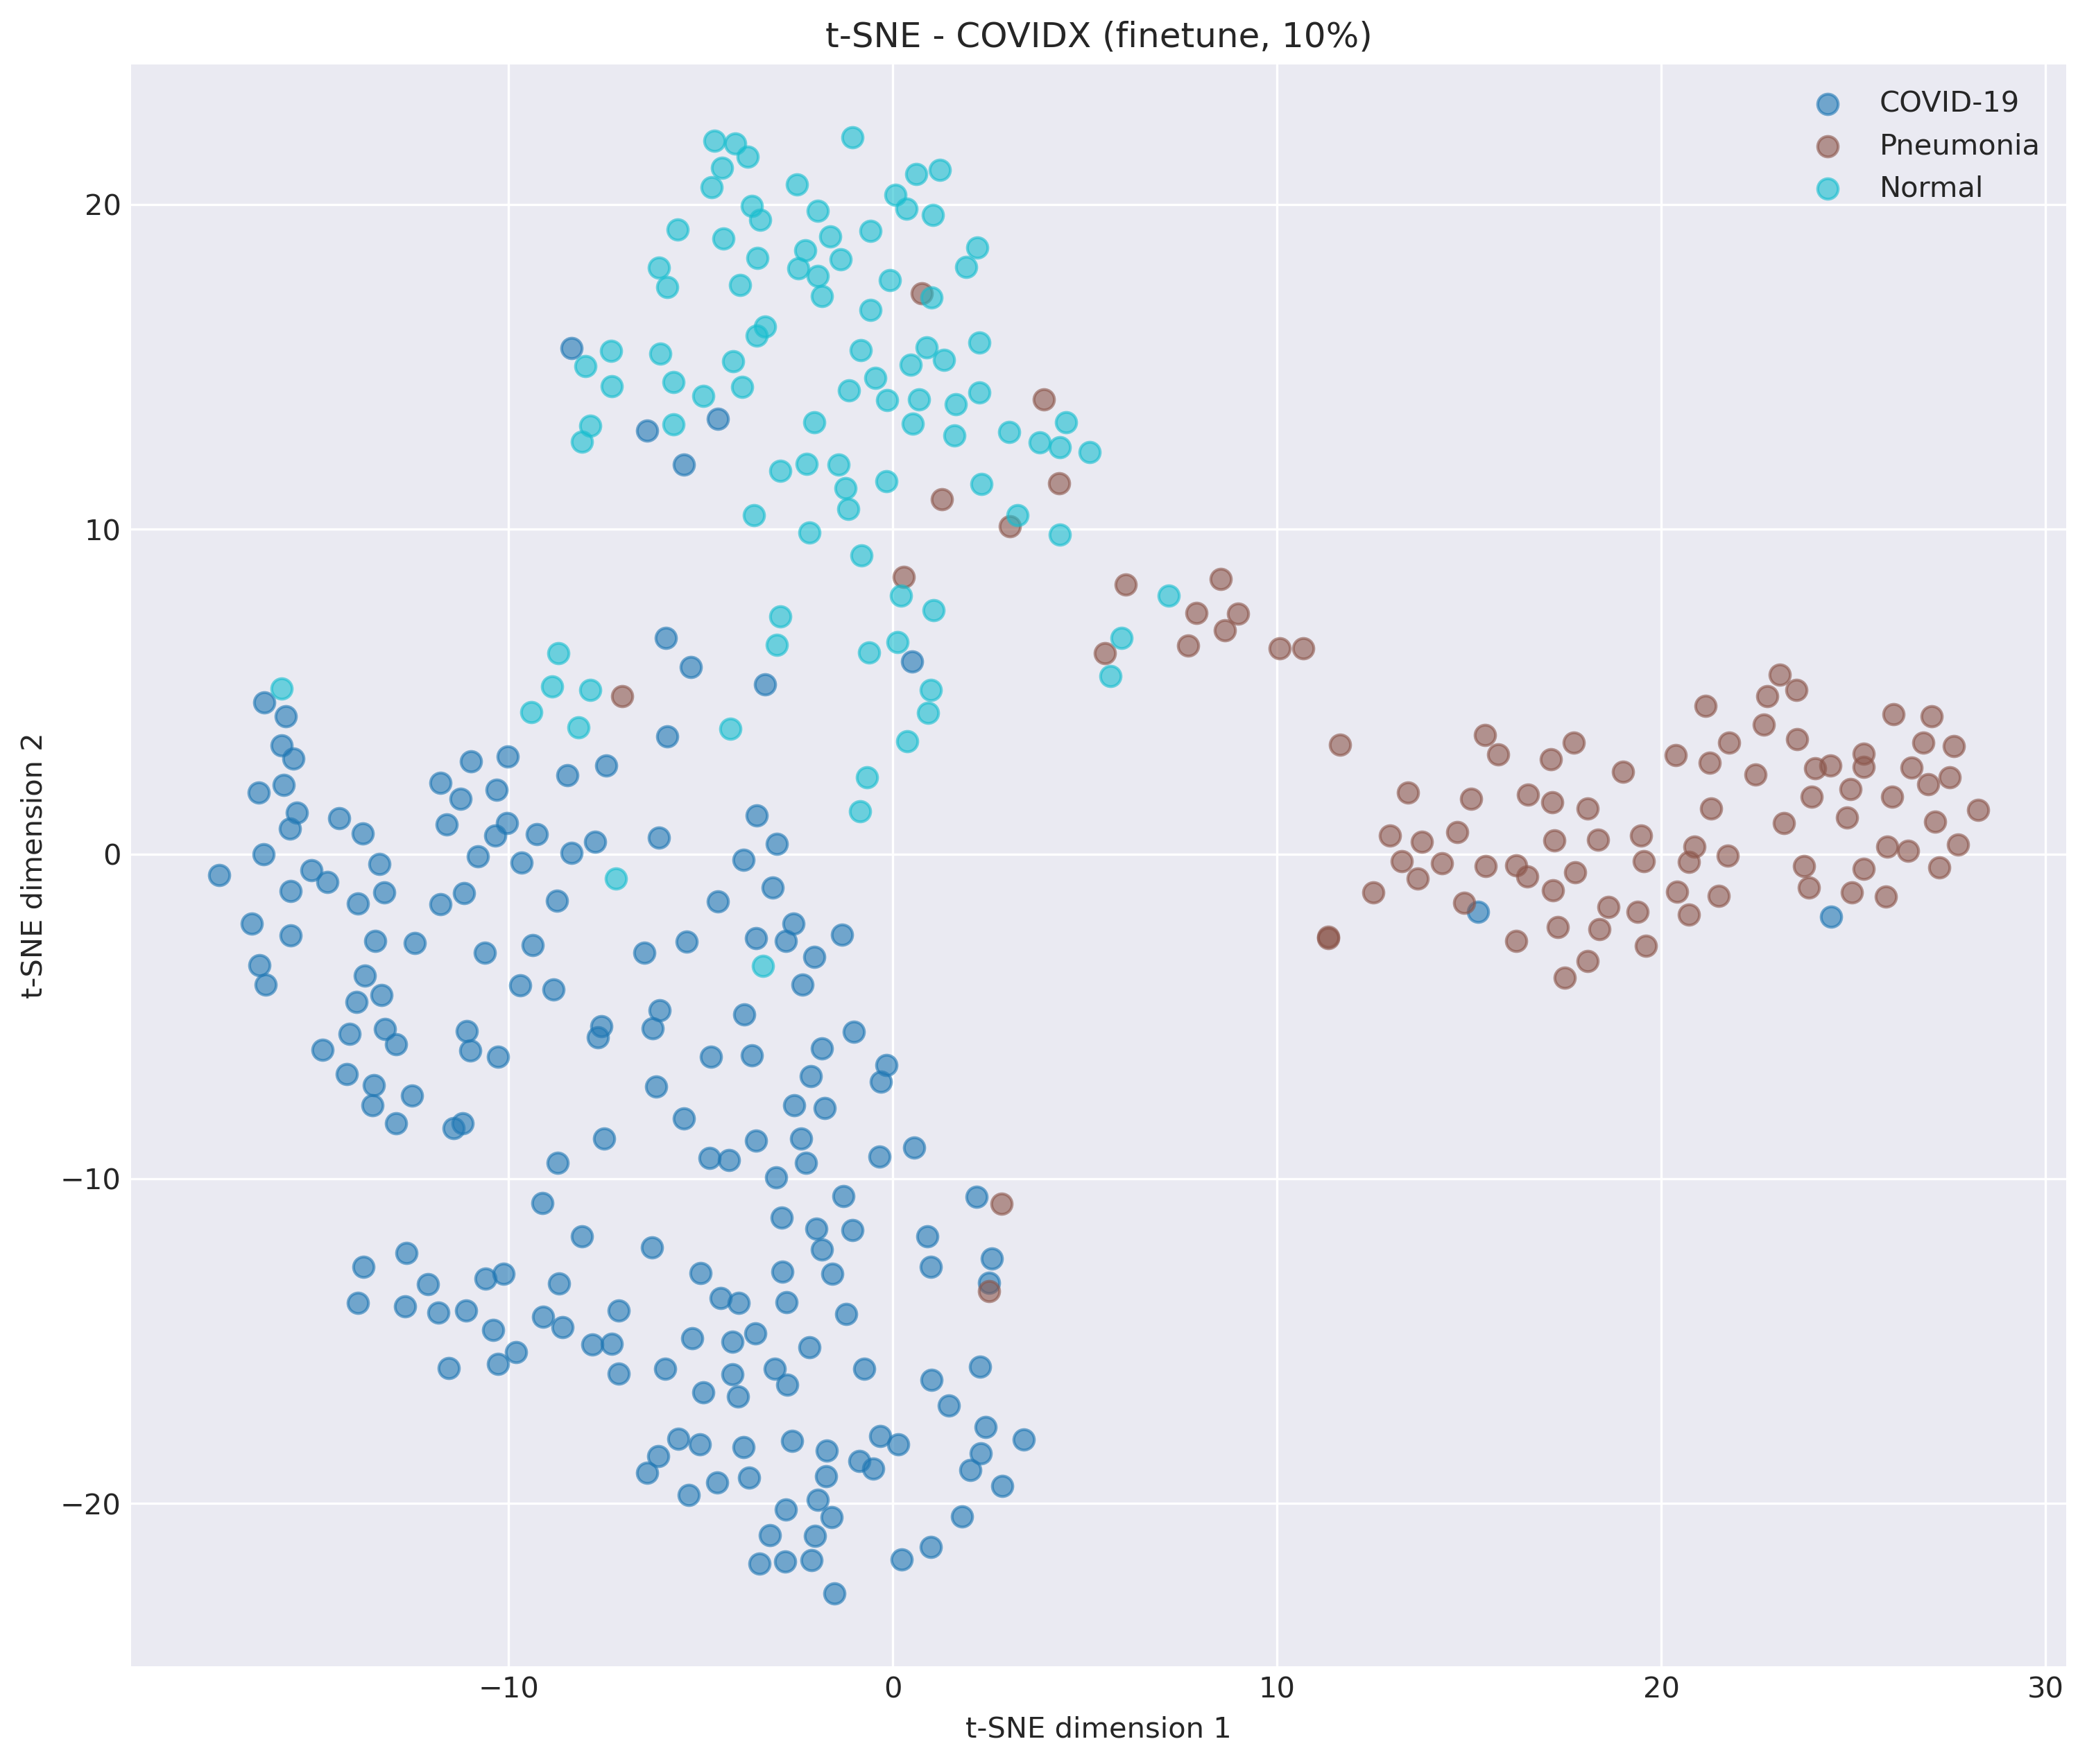 t-SNE - COVIDX (finetune, 10%)
COVID-19
Pneumonia
Normal
20
10
0
−10
−20
t-SNE dimension 2
−10 0 10 20 30
t-SNE dimension 1